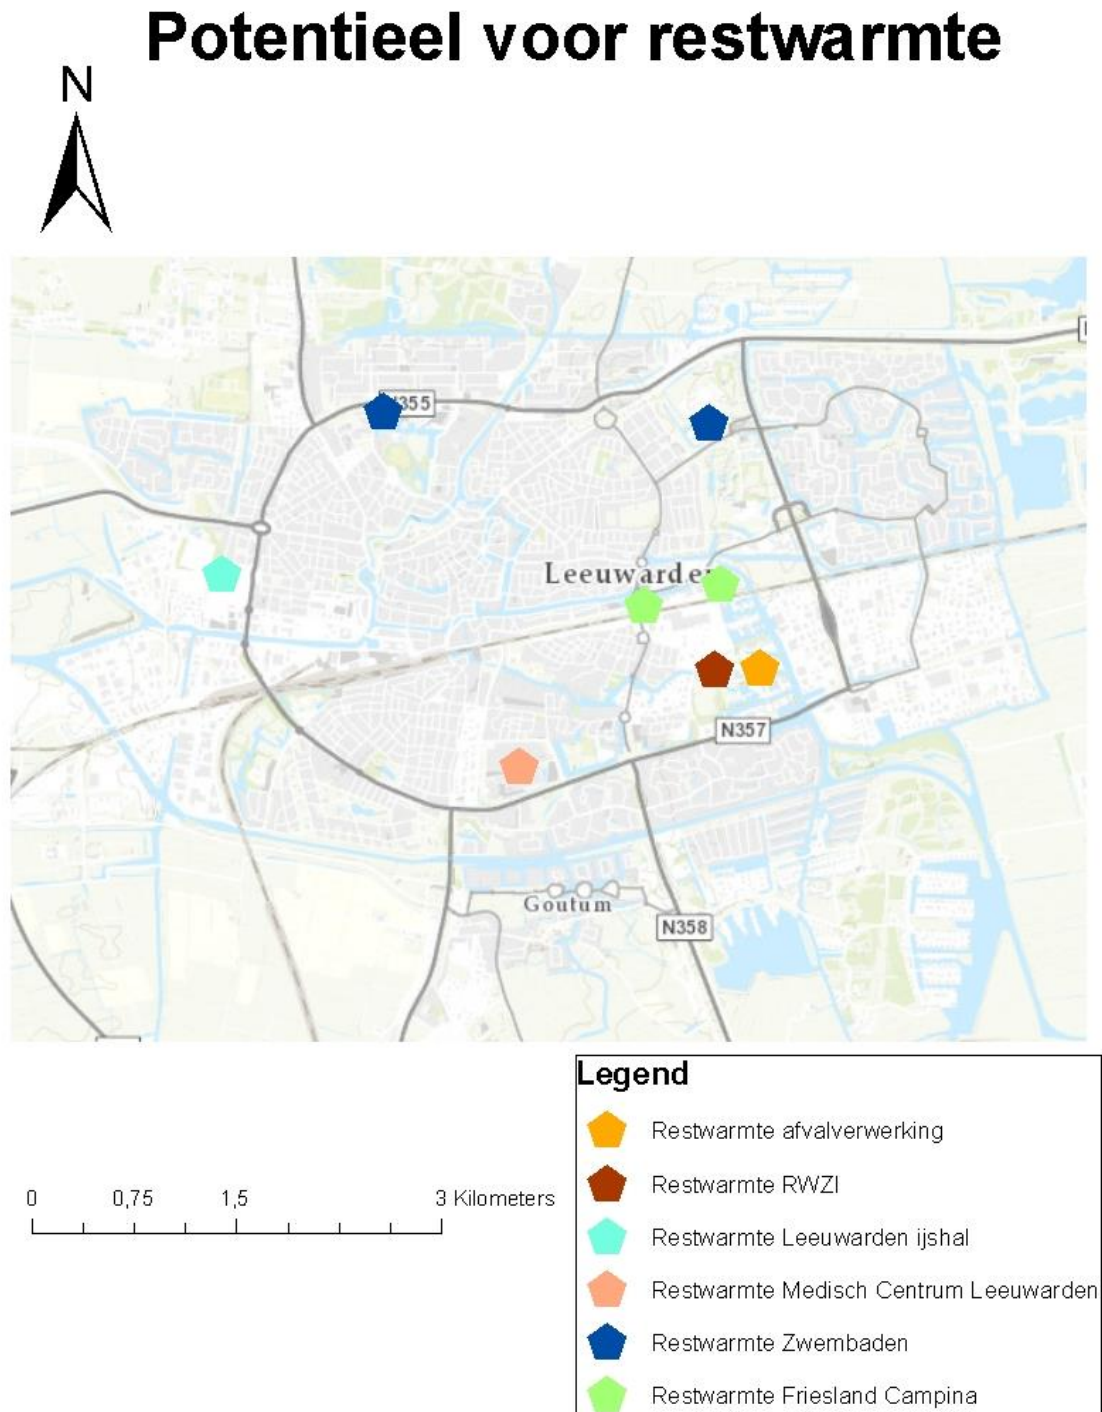 Potentieel voor restwarmte
N
N355
Leeuwarden
N357
Goutum
N358
Legend
Restwarmte afvalverwerking
Restwarmte RWZI
Restwarmte Leeuwarden ijshal
Restwarmte Medisch Centrum Leeuwarden
Restwarmte Zwembaden
Restwarmte Friesland Campina
0 0,75 1,5 3 Kilometers